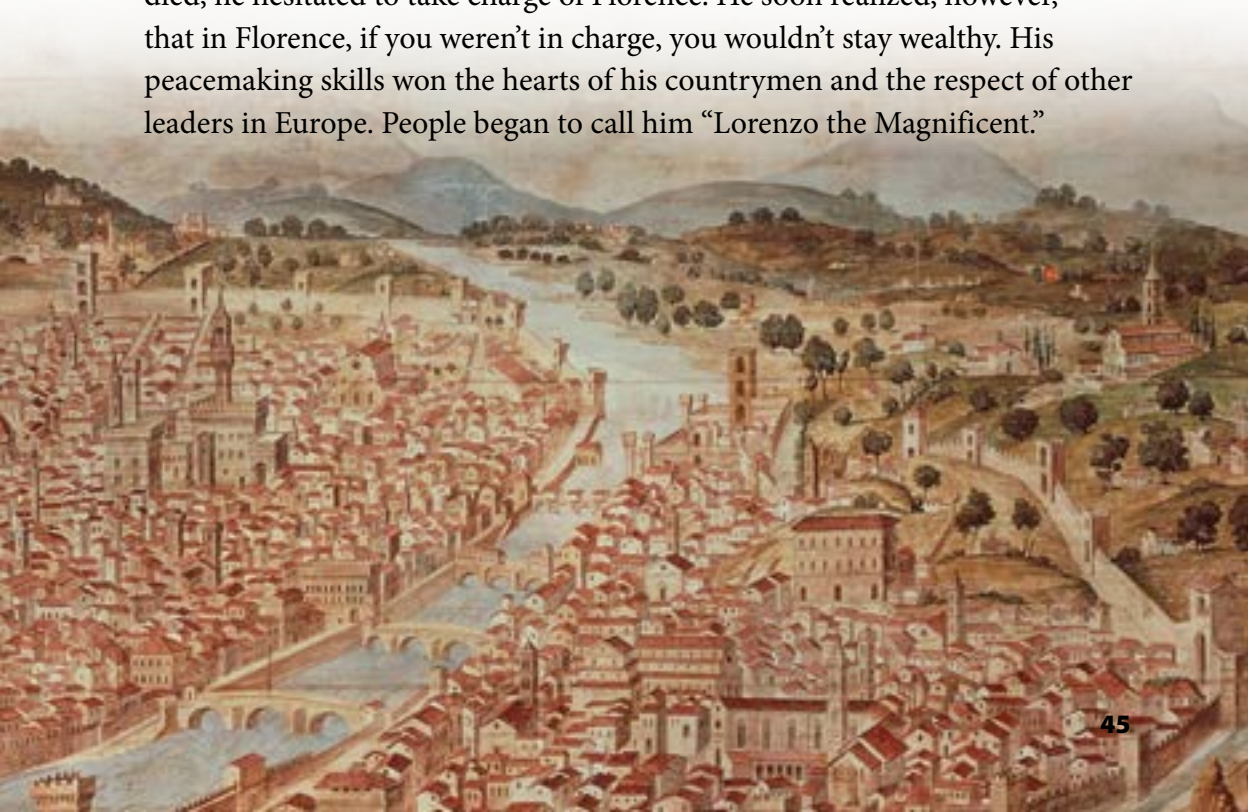 died, he hesitated to take charge of Florence. He soon realized, however,
that in Florence, if you weren’t in charge, you wouldn’t stay wealthy. His
peacemaking skills won the hearts of his countrymen and the respect of other
leaders in Europe. People began to call him “Lorenzo the Magnificent.”
45